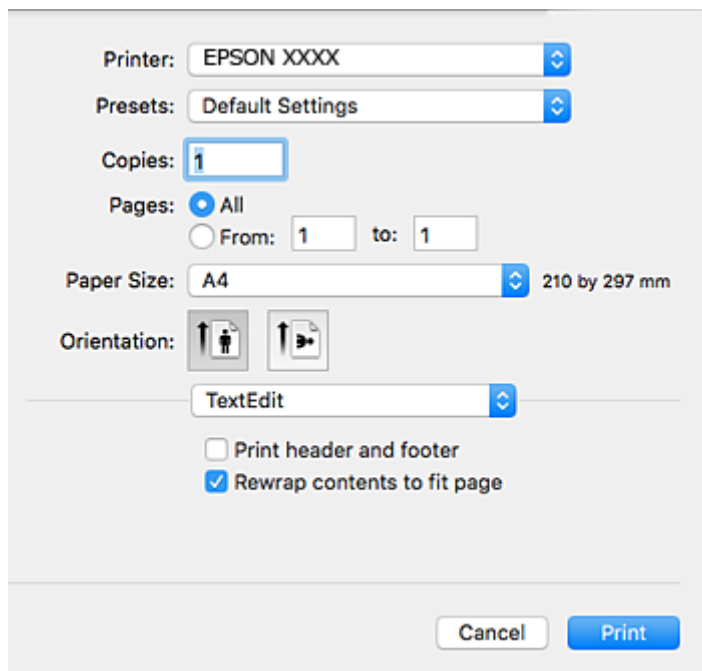 Printer: EPSON XXXX
Presets: Default Settings
Copies: 1
Pages: All
From: 1 to: 1
Paper Size: A4 210 by 297 mm
Orientation:
TextEdit
Print header and footer
Rewrap contents to fit page
Cancel Print